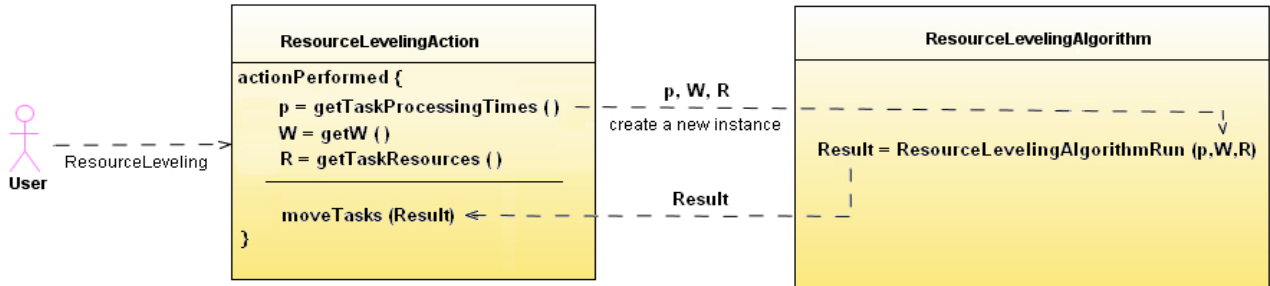 ResourceLevelingAction
actionPerformed {
p = getTaskProcessingTimes ()
W = getW ()
R = getTaskResources ()
moveTasks (Result)
}
ResourceLeveling
User
p, W, R
create a new instance
Result
ResourceLevelingAlgorithm
Result = ResourceLevelingAlgorithmRun (p,W,R)